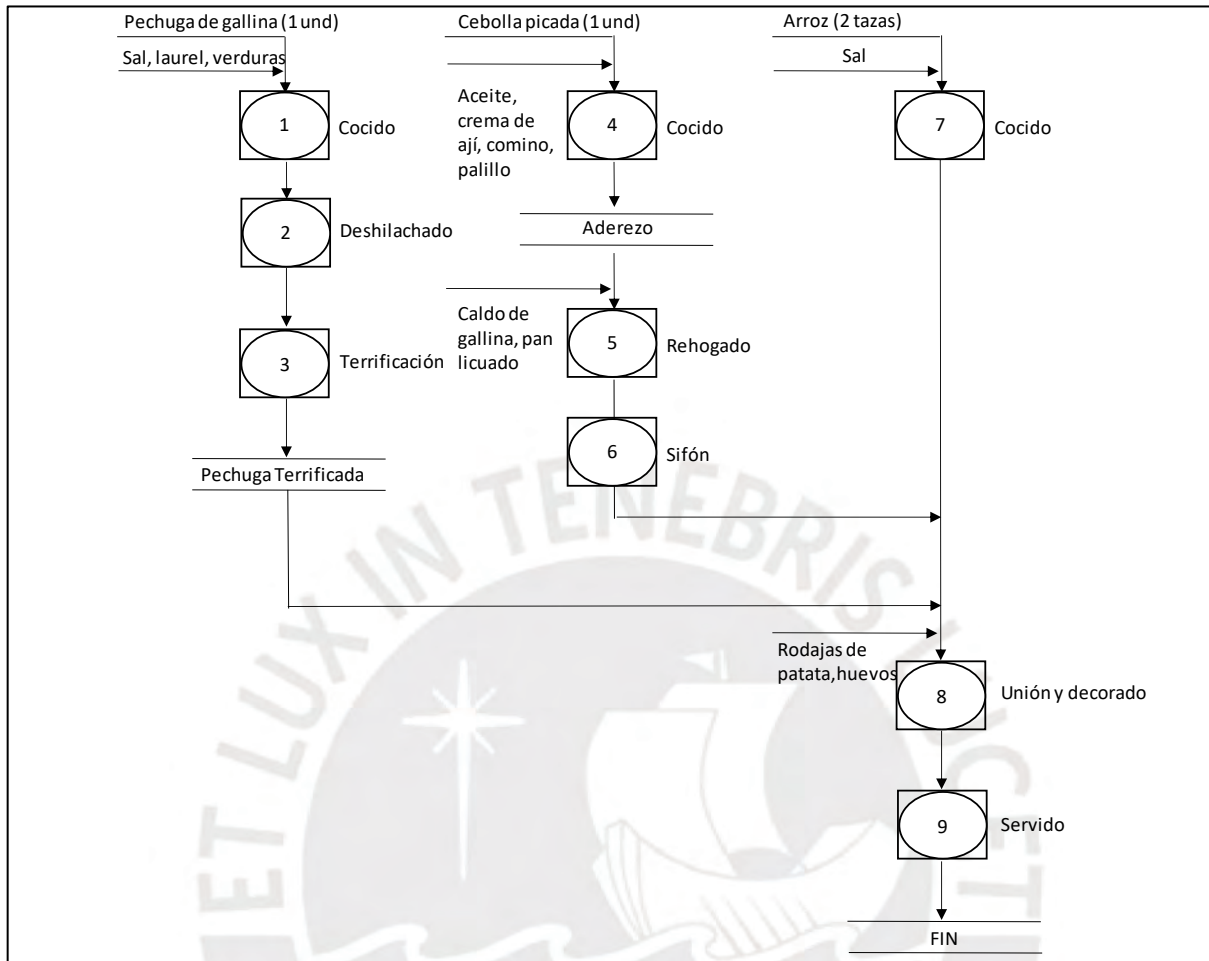 Pechuga de gallina (1 und)
Sal, laurel, verduras
1
Cocido
2
Deshilachado
3
Terrificación
Pechuga Terrificada
Cebolla picada (1 und)
Aceite,
crema de
ají, comino,
palillo
4
Cocido
Aderezo
Caldo de
gallina, pan
licuado
5
Rehogado
6
Sifón
Arroz (2 tazas)
Sal
7
Cocido
Rodajas de
patata,huevos
8
Unión y decorado
9
Servido
FIN
ET LUX IN TENEBRIS LUCET